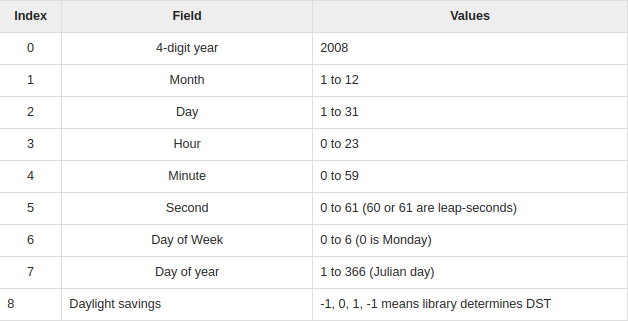 Index Field Values
0 4-digit year 2008
1 Month 1 to 12
2 Day 1 to 31
3 Hour 0 to 23
4 Minute 0 to 59
5 Second 0 to 61 (60 or 61 are leap-seconds)
6 Day of Week 0 to 6 (0 is Monday)
7 Day of year 1 to 366 (Julian day)
8 Daylight savings -1, 0, 1, -1 means library determines DST